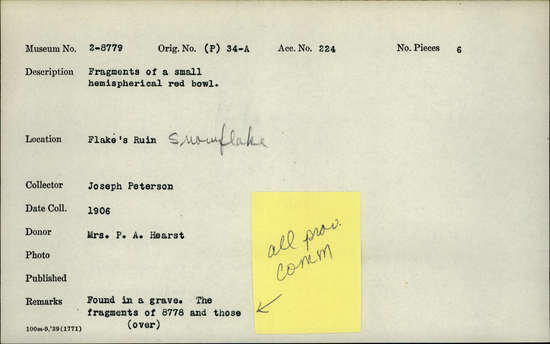 Museum No. 2-8779 Orig. No. (P) 34-A Acc. No. 224 No. Pieces 6
Description Fragments of a small
hemispherical red bowl.
Location Flake's Ruin Snowflake
Collector Joseph Peterson
Date Coll. 1906
Donor Mrs. P. A. Hearst
all prov.
comm
Photo
Published
Remarks Found in a grave. The
fragments of 8778 and those
100m-9,'39(1771) (over)